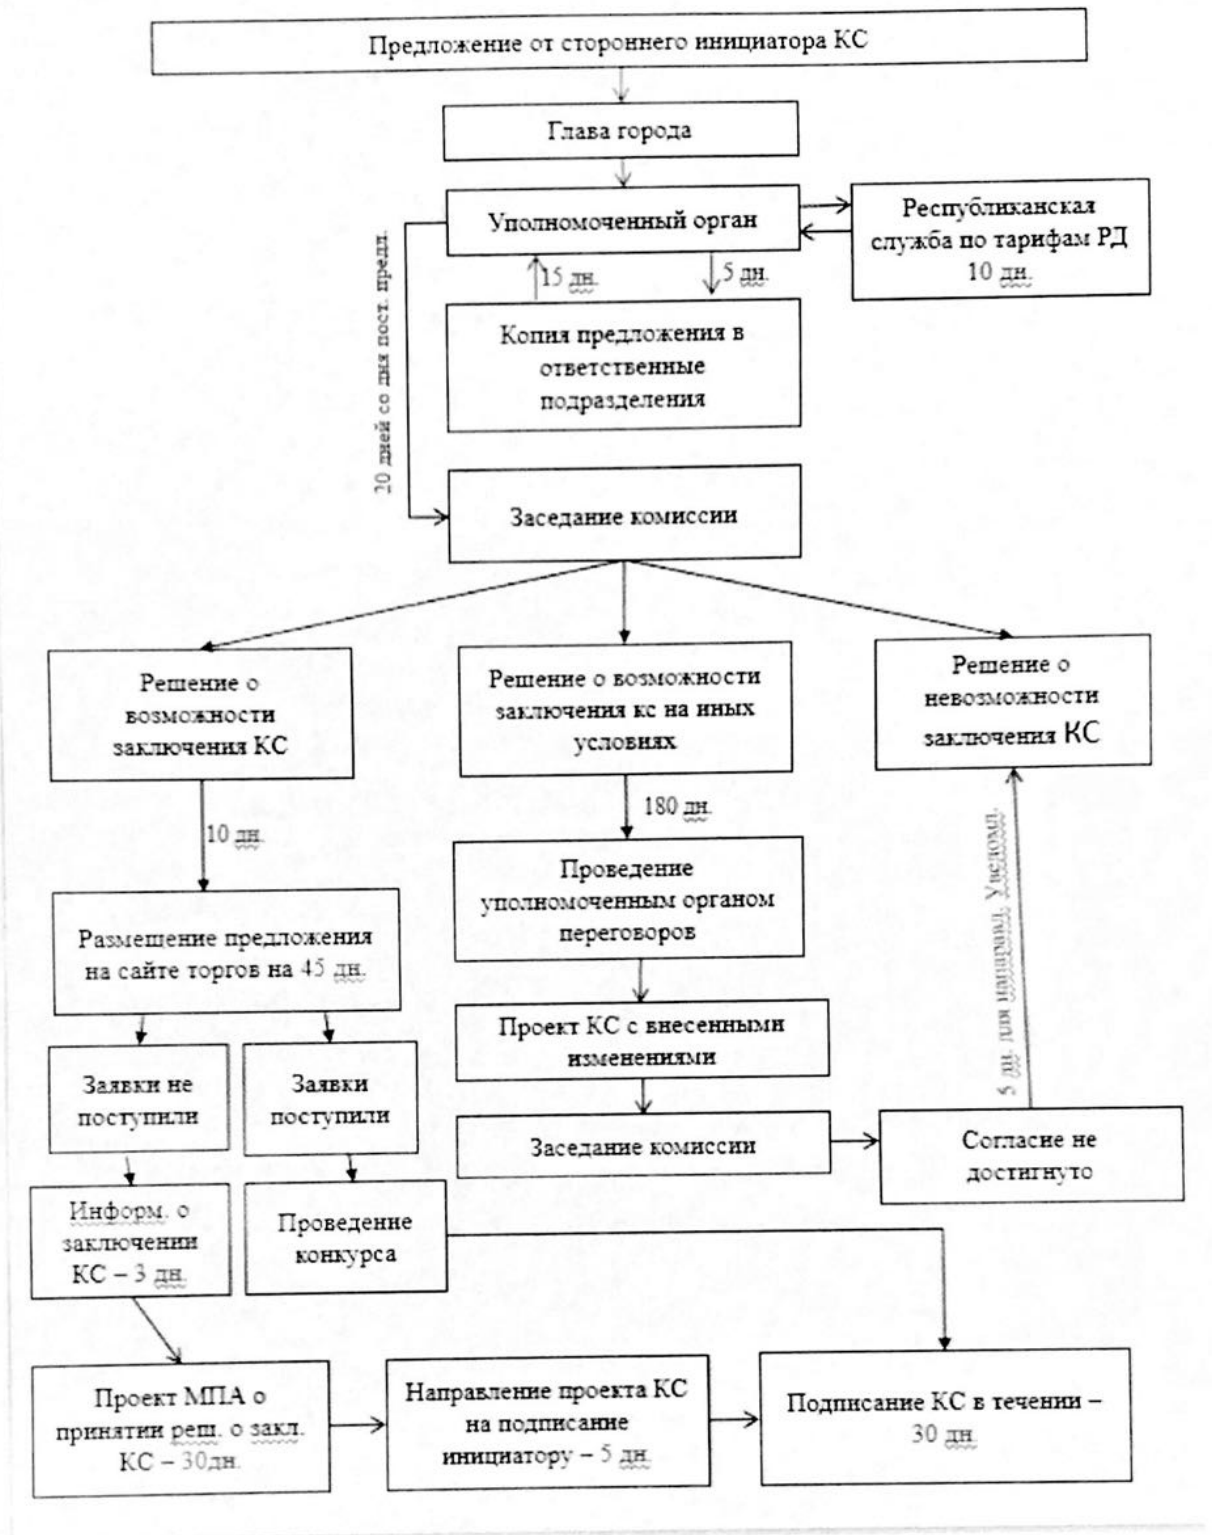 Предложение от стороннего инициатора КС
Глава города
Уполномоченный орган
Республиканская
служба по тарифам РД
10 дн.
15 дн.
5 дн.
дней со дня пост. предл.
Копия предложения в
ответственные
подразделения
Заседание комиссии
Решение о
возможности
заключения КС
Решение о возможности
заключения кс на иных
условиях
Решение о
невозможности
заключения КС
10 дн.
180 дн.
5 дн. для направл. Уведомл.
Размещение предложения
на сайте торгов на 45 дн.
Проведение
уполномоченным органом
переговоров
Проект КС с внесенными
изменениями
Заявки не
поступили
Заявки
поступили
Заседание комиссии
Согласие не
достигнуто
Информ. о
заключении
КС – 3 дн.
Проведение
конкурса
Проект МПА о
принятии реш. о закл.
КС – 30дн.
Направление проекта КС
на подписание
инициатору – 5 дн.
Подписание КС в течении –
30 дн.